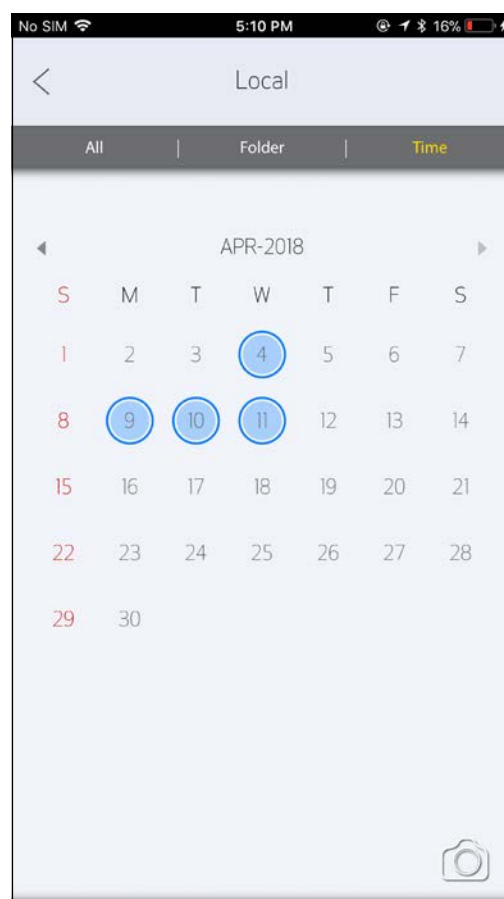 No SIM 5:10 PM 16%
Local
All | Folder | Time
APR-2018
S M T W T F S
1 2 3 4 5 6 7
8 9 10 11 12 13 14
15 16 17 18 19 20 21
22 23 24 25 26 27 28
29 30